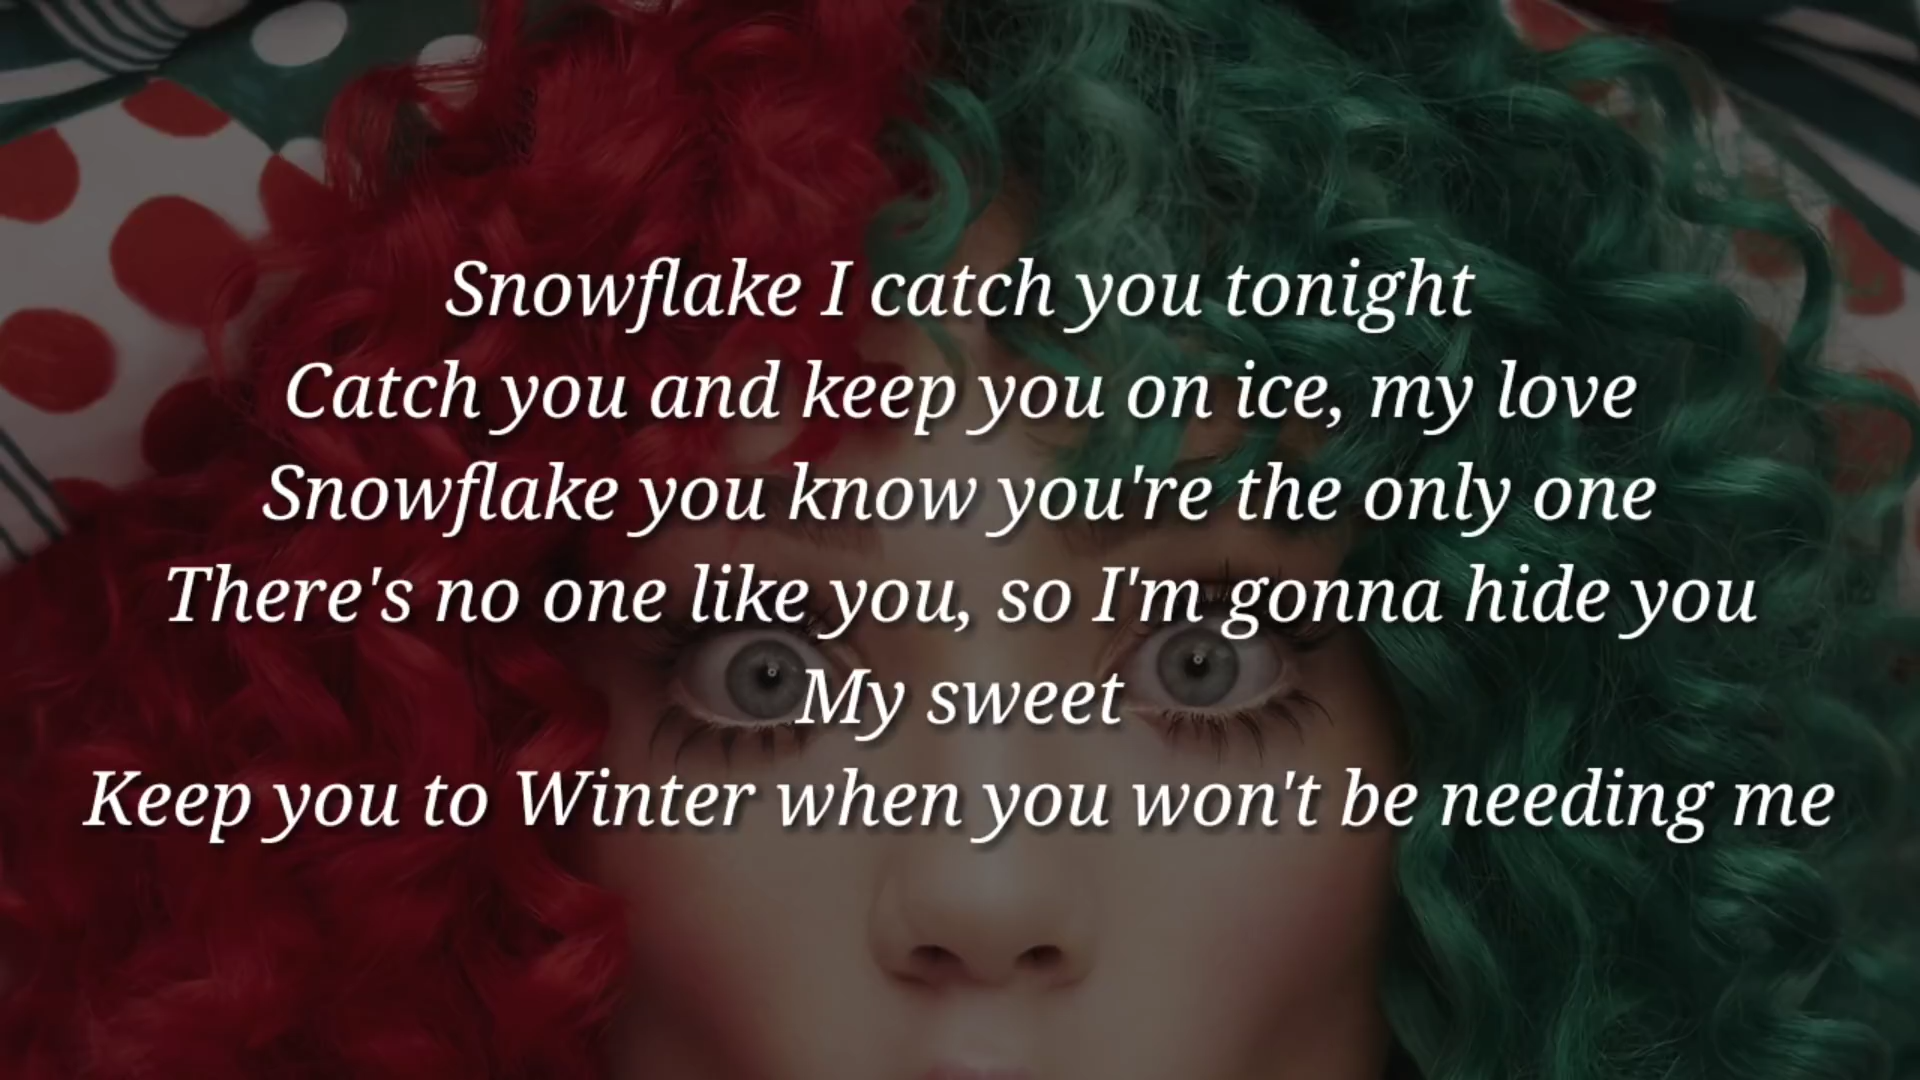 Snowflake I catch you tonight
Catch you and keep you on ice, my love
Snowflake you know you're the only one
There's no one like you, so I'm gonna hide you
My sweet
Keep you to Winter when you won't be needing me